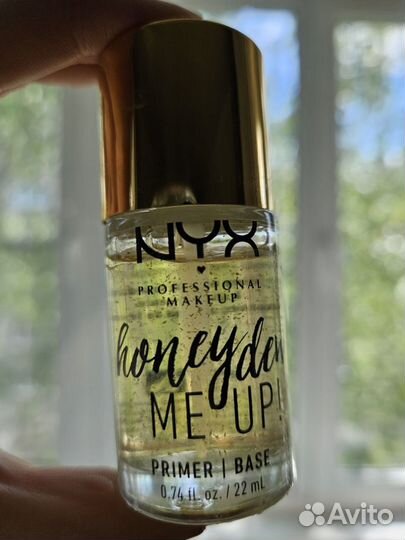 NYX
PROFESSIONAL
MAKEUP
honeydew
ME UP!
PRIMER | BASE
0.74 fl. oz. / 22 mL
Avito